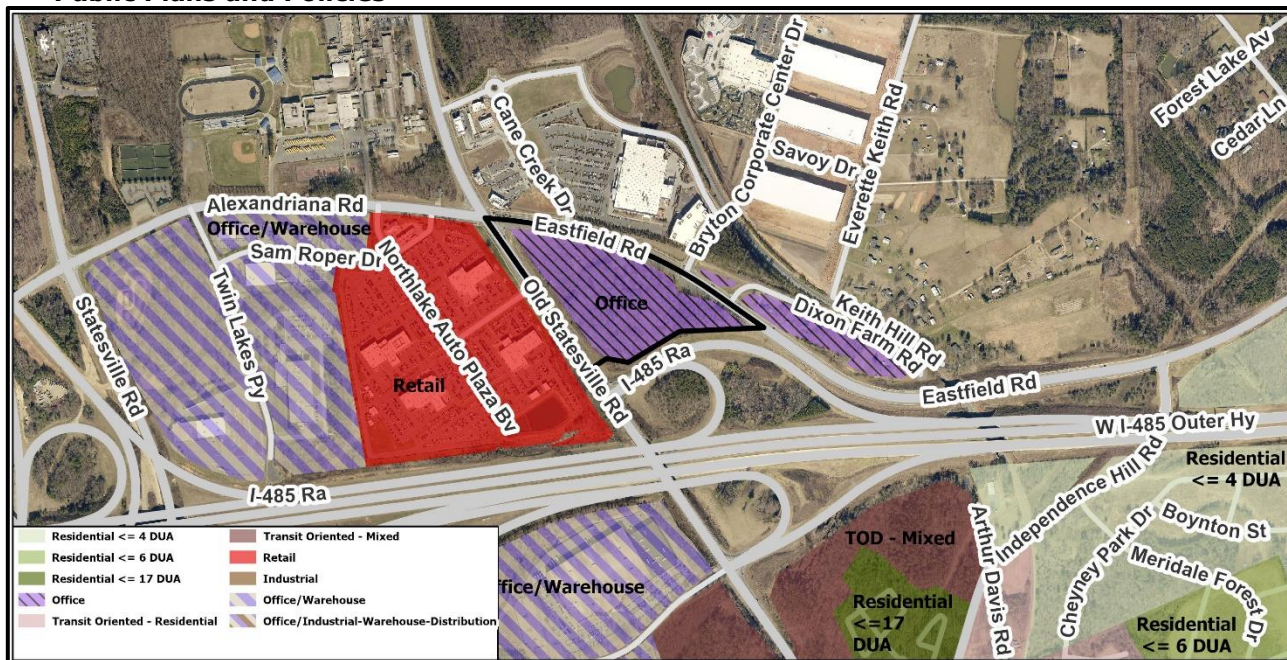 Public Plans and Policies
Forest Lake Av
Cedar Ln
Bryton Corporate Center Dr
Cane Creek Dr
Savoy Dr
Everette Keith Rd
Alexandriana Rd
Office/Warehouse
Sam Roper Dr
Eastfield Rd
Northlake Auto Plaza Bv
Old Statesville Rd
Office
Twin Lakes Py
Statesville Rd
Retail
Keith Hill Rd
Dixon Farm Rd
I-485 Ra
Eastfield Rd
W I-485 Outer Hy
I-485 Ra
Independence Hill Rd
Residential
<= 4 DUA
Arthur Davis Rd
Cheyney Park Dr
Boynton St
Meridale Forest Dr
TOD - Mixed
ffice/Warehouse
Residential
<=17
DUA
Residential
<= 6 DUA
Residential <= 4 DUA
Residential <= 6 DUA
Residential <= 17 DUA
Office
Transit Oriented - Residential
Transit Oriented - Mixed
Retail
Industrial
Office/Warehouse
Office/Industrial-Warehouse-Distribution